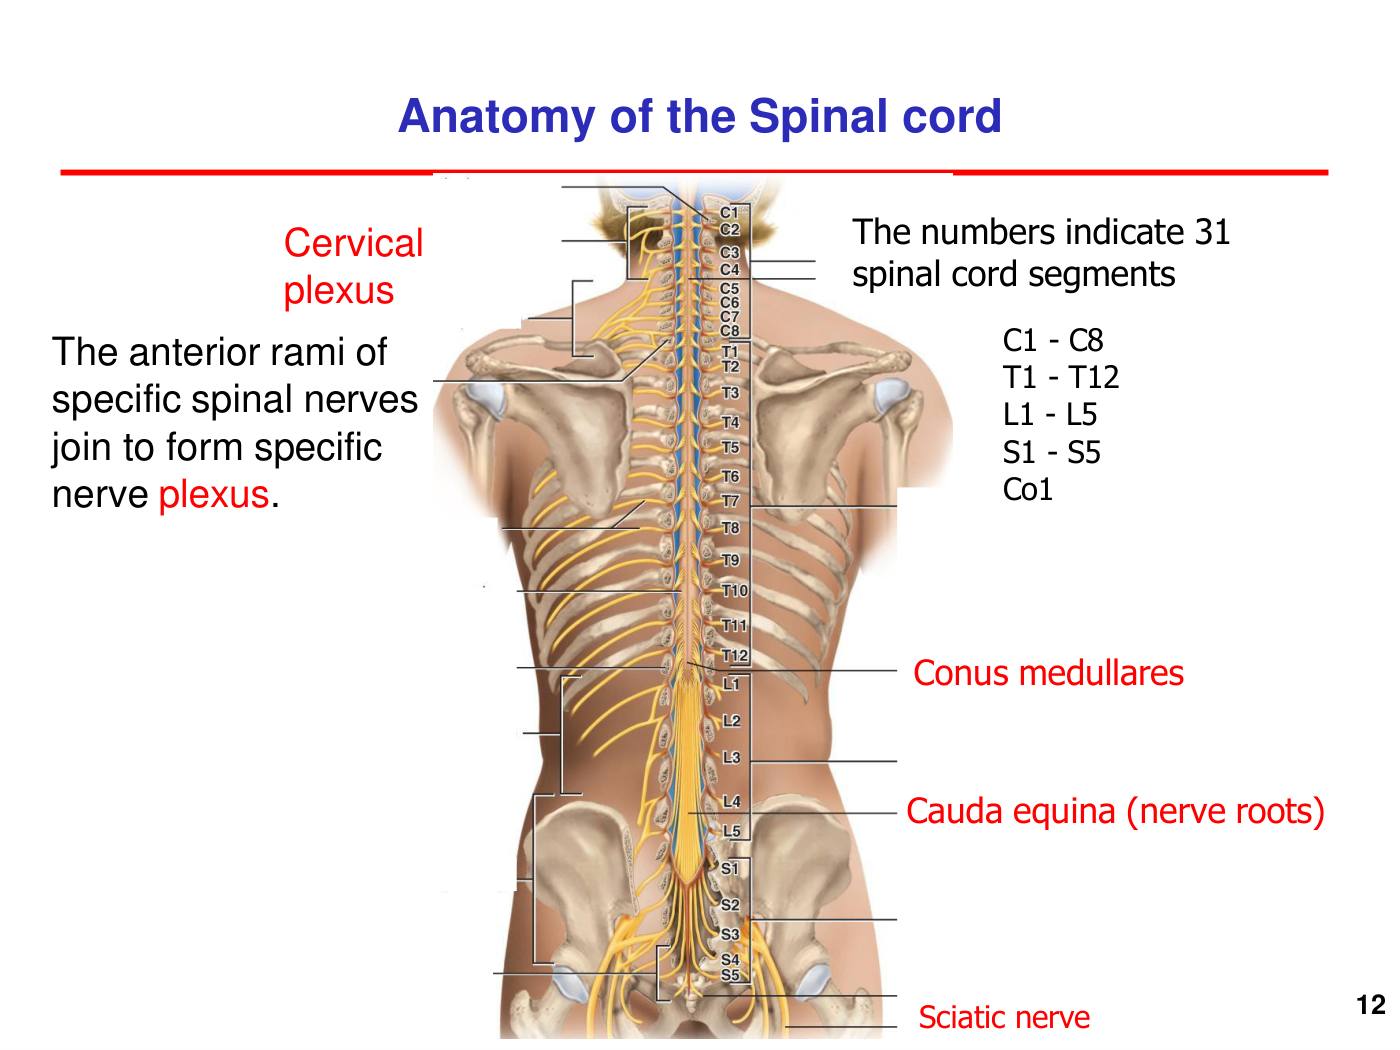 Anatomy of the Spinal cord
Cervical
plexus
The anterior rami of
specific spinal nerves
join to form specific
nerve plexus.
C1
C2
C3
C4
C5
C6
C7
C8
T1
T2
T3
T4
T5
T6
T7
T8
T9
T10
T11
T12
L1
L2
L3
L4
L5
S1
S2
S3
S4
S5
The numbers indicate 31
spinal cord segments
C1 - C8
T1 - T12
L1 - L5
S1 - S5
Co1
Conus medullares
Cauda equina (nerve roots)
Sciatic nerve
12